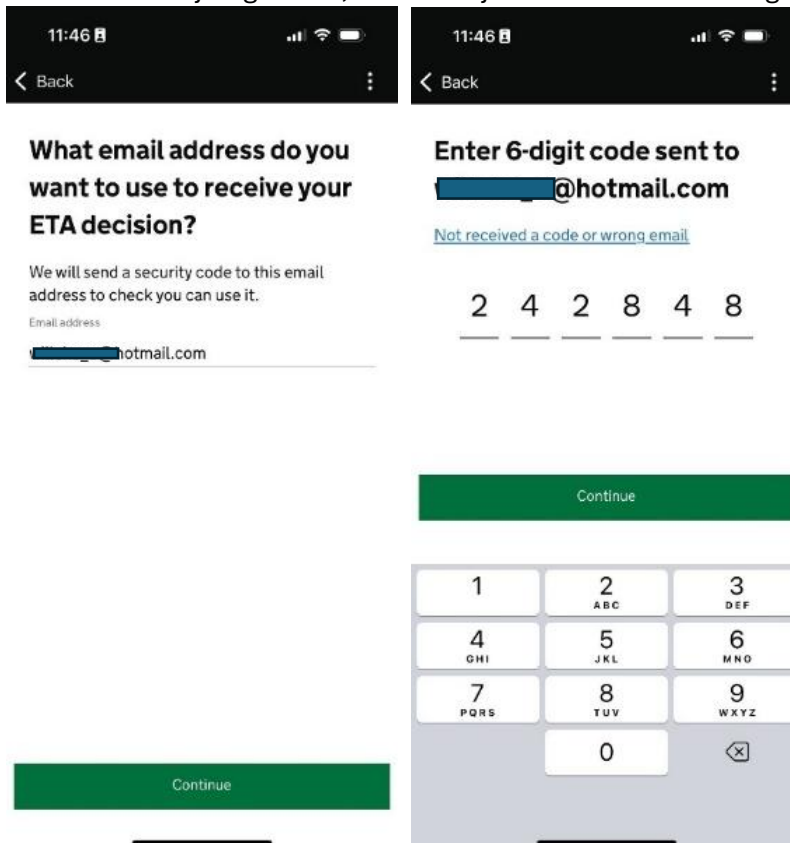 11:46
Back
What email address do you
want to use to receive your
ETA decision?
We will send a security code to this email
address to check you can use it.
Email address
hotmail.com
Continue
11:46
Back
Enter 6-digit code sent to
@hotmail.com
Not received a code or wrong email
2 4 2 8 4 8
Continue
1 2 3
ABC DEF
4 5 6
GHI JKL MNO
7 8 9
PQRS TUV WXYZ
0